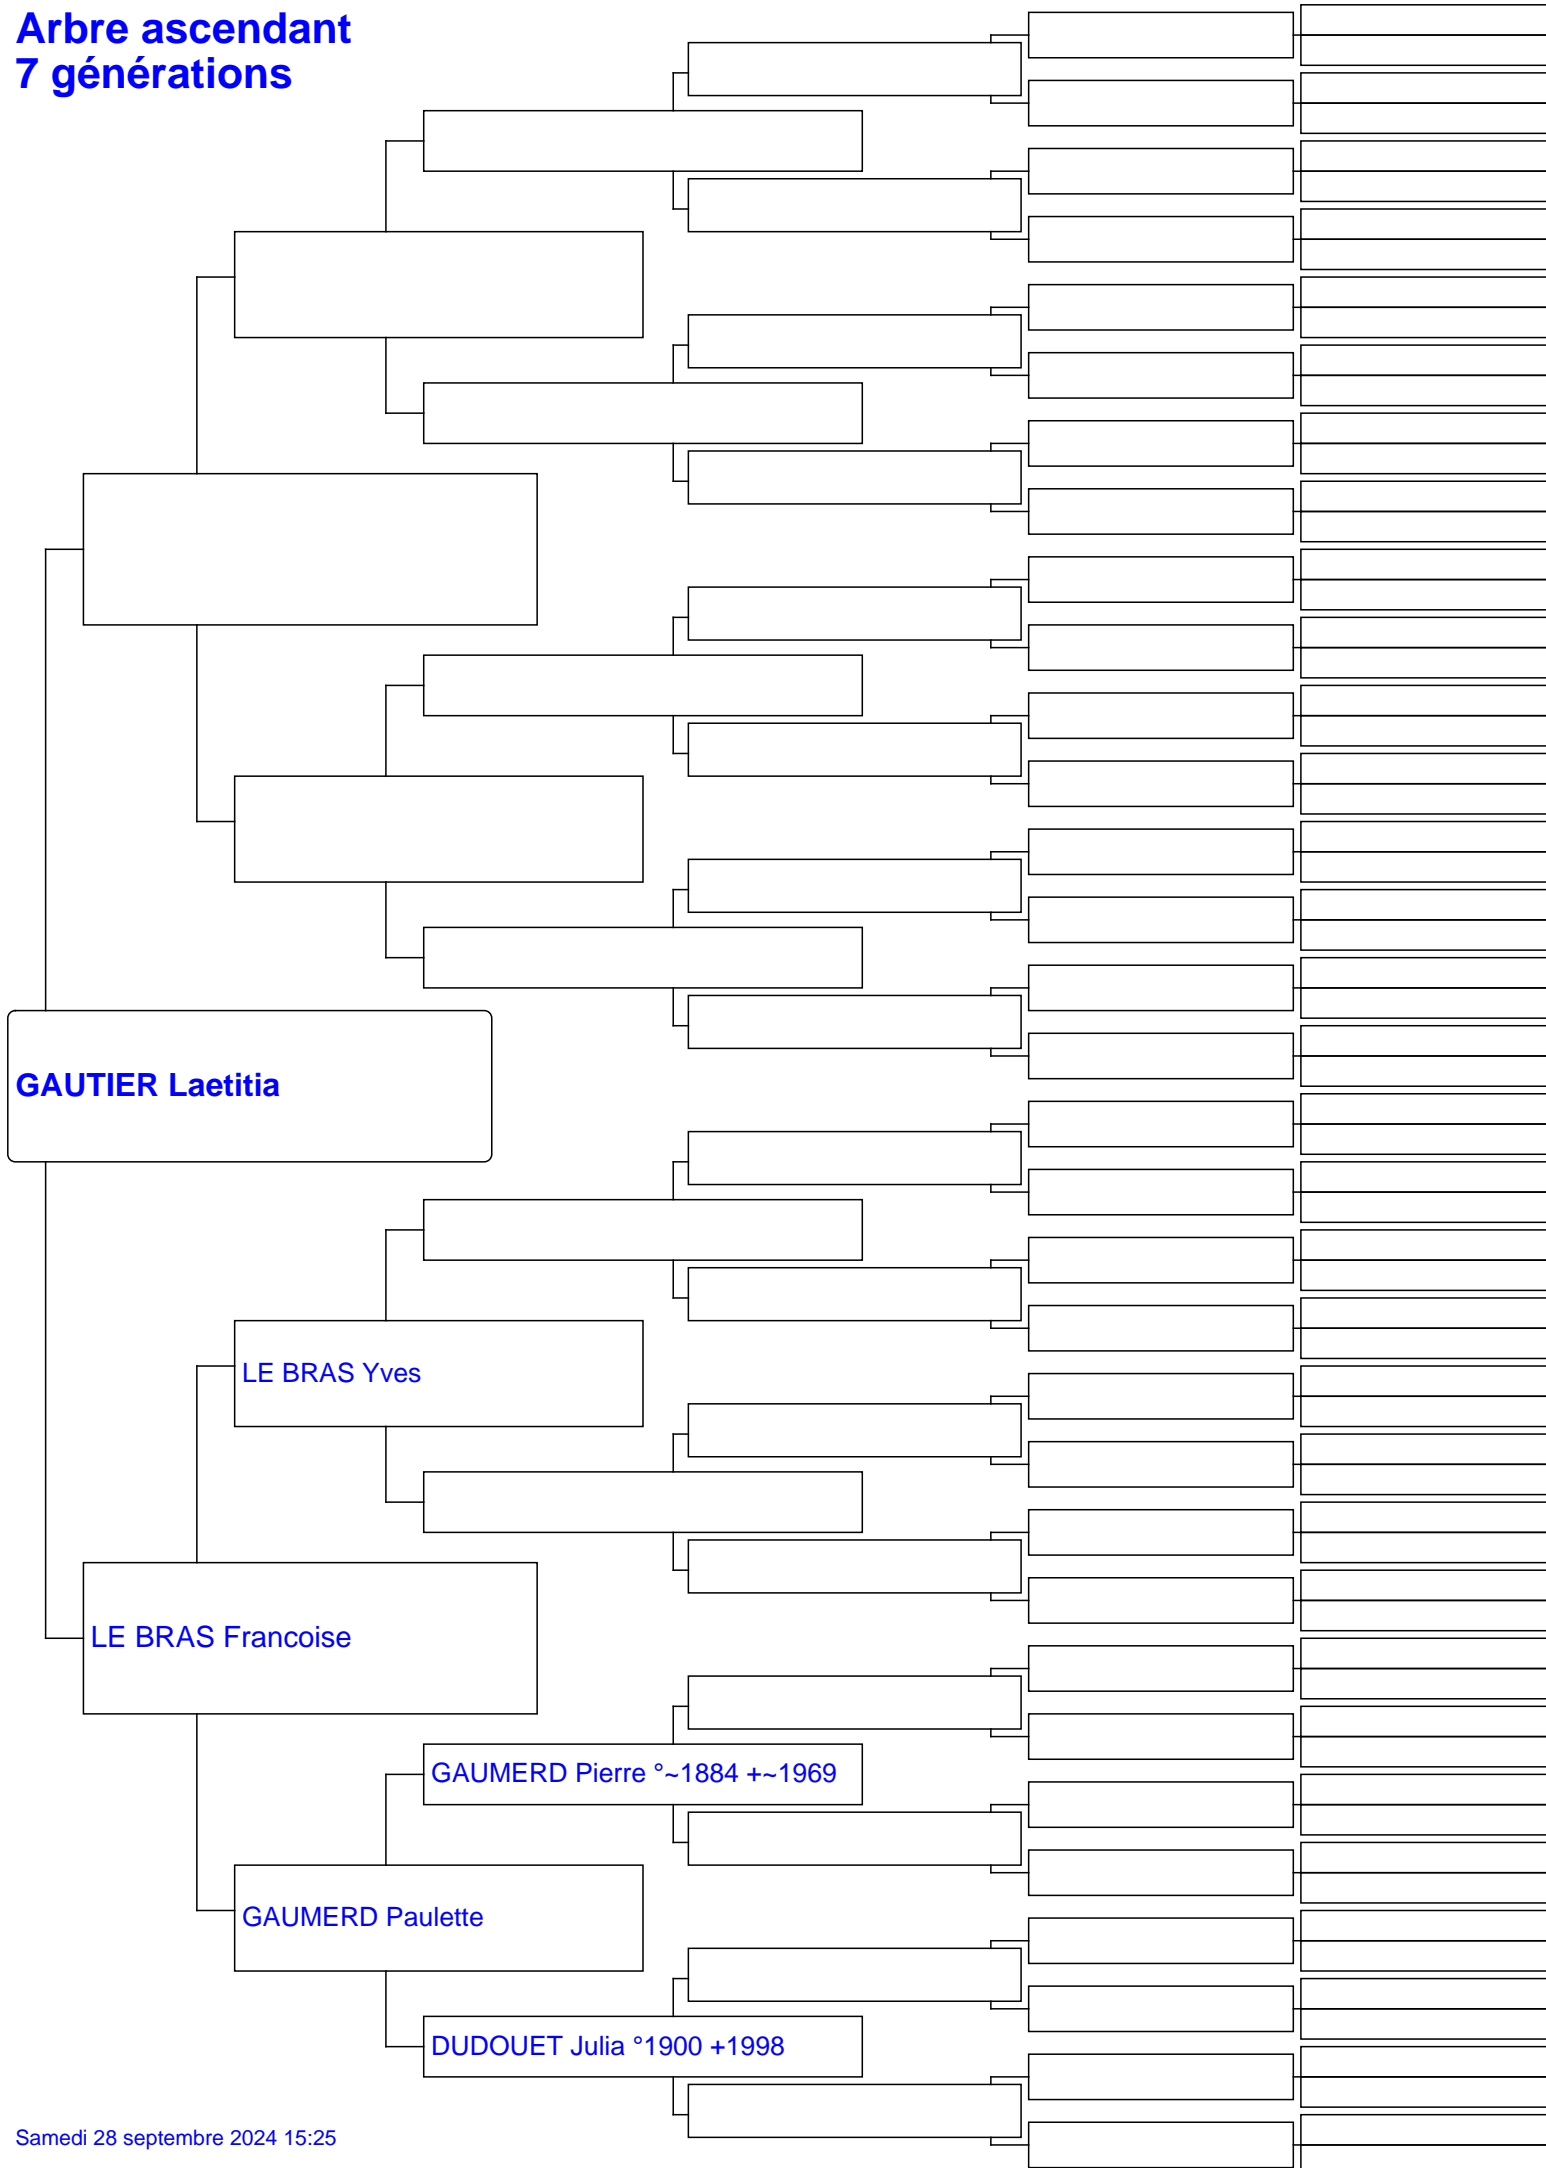 Arbre ascendant
7 générations
GAUTIER Laetitia
LE BRAS Yves
LE BRAS Francoise
GAUMERD Pierre °~1884 +~1969
GAUMERD Paulette
DUDOUET Julia °1900 +1998
Samedi 28 septembre 2024 15:25